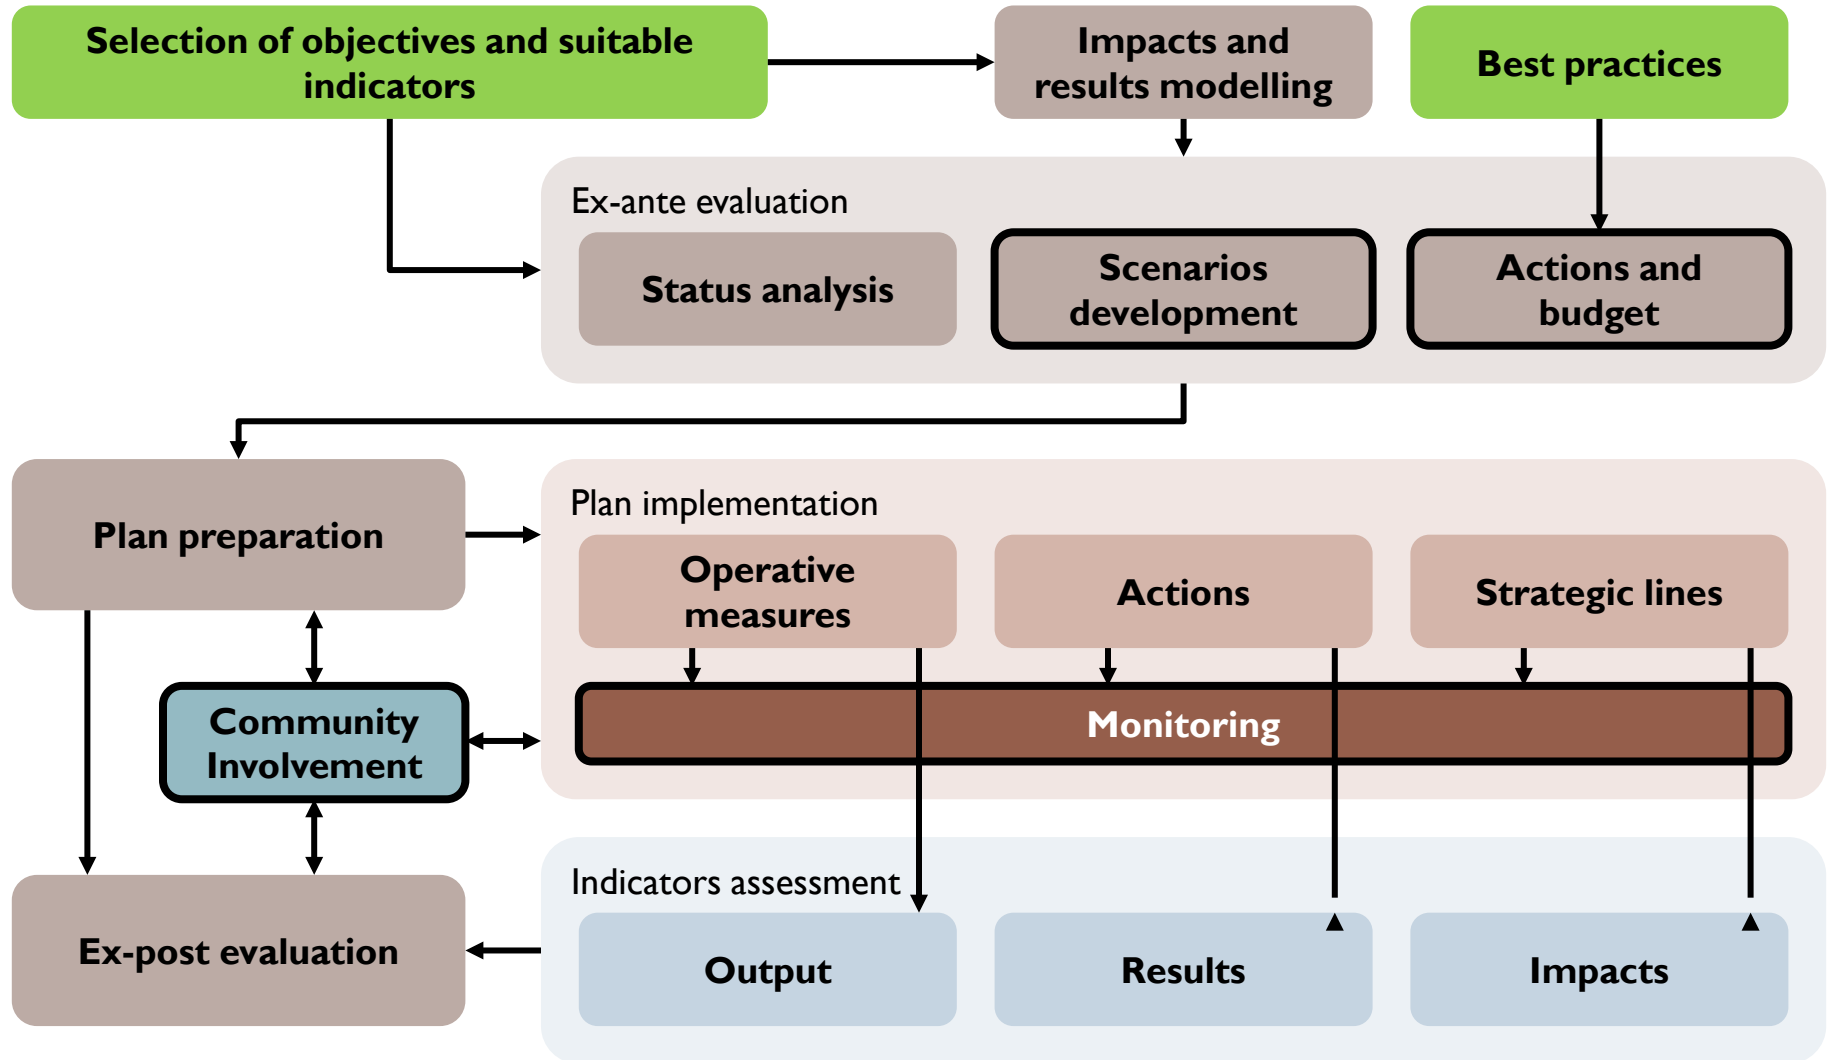 Selection of objectives and suitable
indicators
Impacts and
results modelling
Best practices
Ex-ante evaluation
Status analysis
Scenarios
development
Actions and
budget
Plan preparation
Plan implementation
Operative
measures
Actions
Strategic lines
Community
Involvement
Monitoring
Ex-post evaluation
Indicators assessment
Output
Results
Impacts